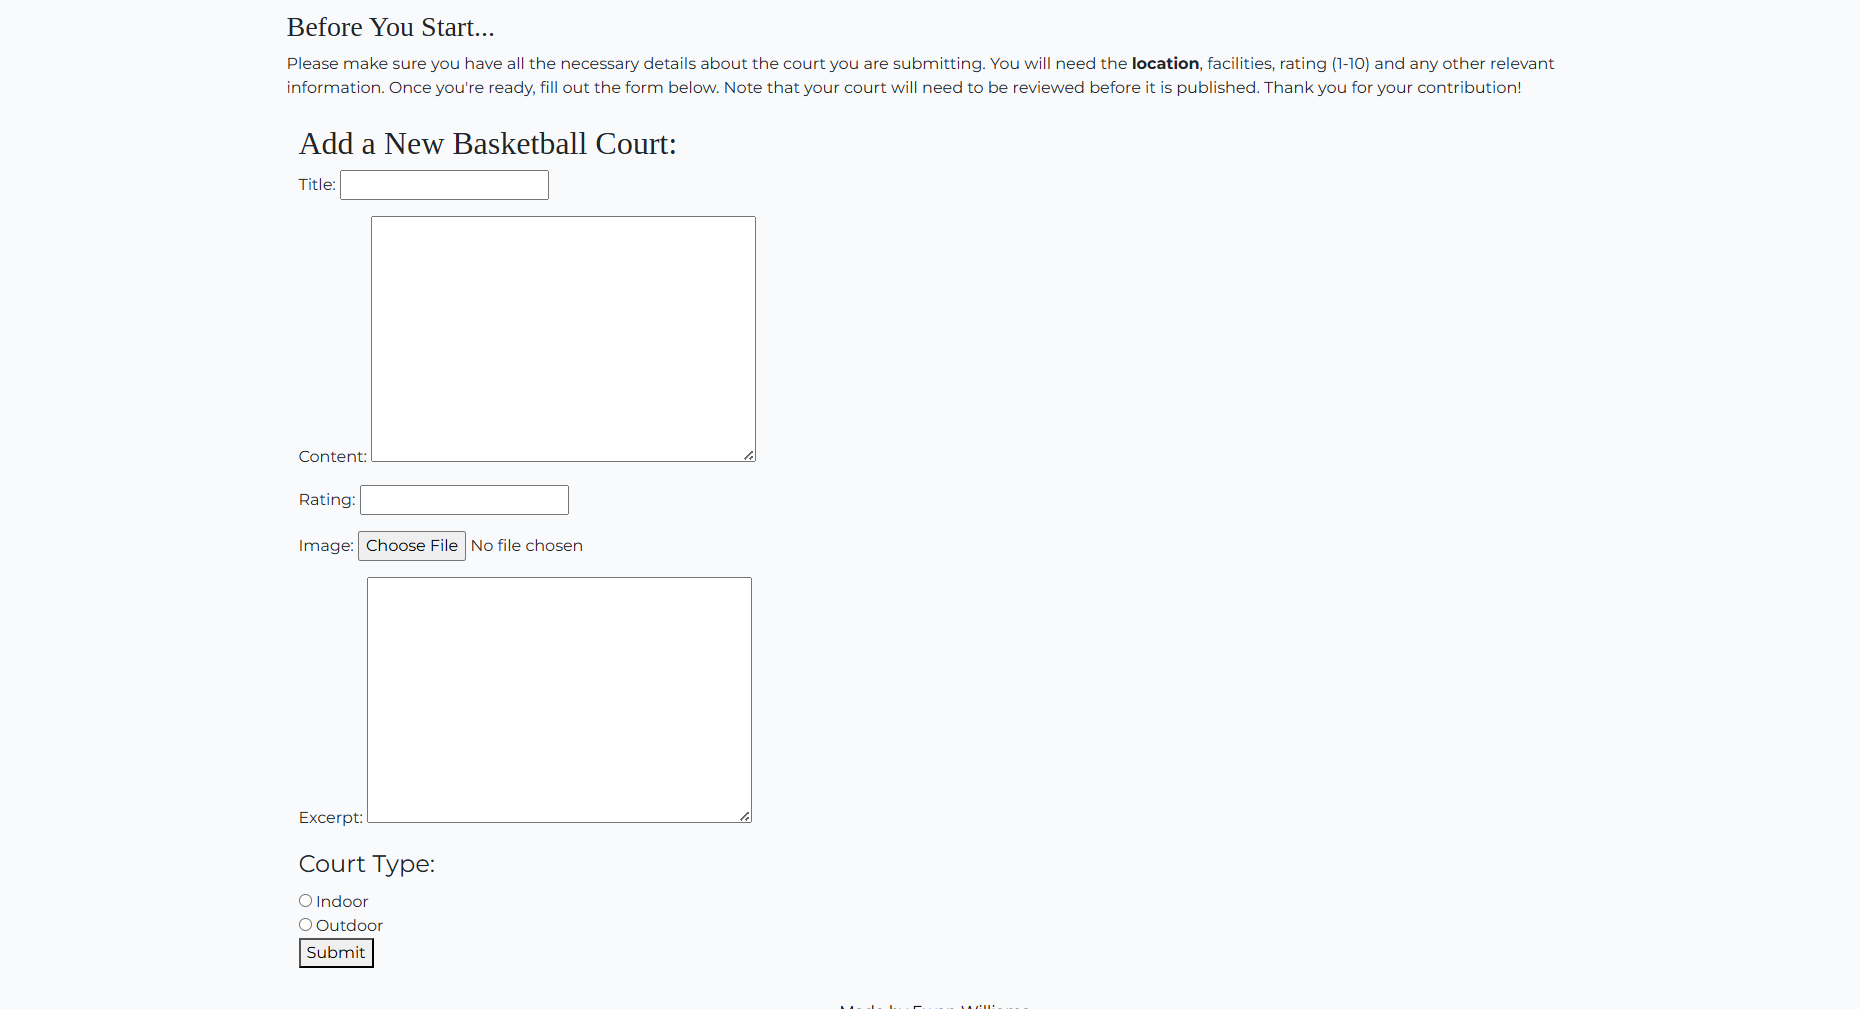 Before You Start...
Please make sure you have all the necessary details about the court you are submitting. You will need the location, facilities, rating (1-10) and any other relevant
information. Once you're ready, fill out the form below. Note that your court will need to be reviewed before it is published. Thank you for your contribution!
Add a New Basketball Court:
Title:
Content:
Rating:
Image: Choose File No file chosen
Excerpt:
Court Type:
Indoor
Outdoor
Submit
Made by Ewan Williams